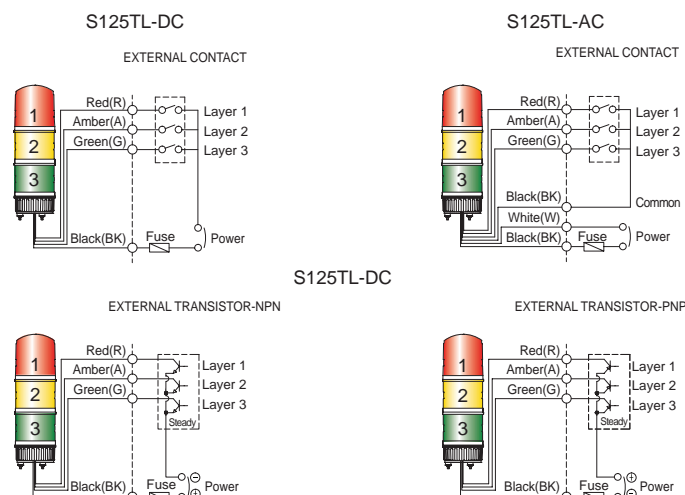 S125TL-DC
EXTERNAL CONTACT
1
2
3
Red(R)
Amber(A)
Green(G)
Layer 1
Layer 2
Layer 3
Black(BK)
Fuse
Power
S125TL-AC
EXTERNAL CONTACT
1
2
3
Red(R)
Amber(A)
Green(G)
Layer 1
Layer 2
Layer 3
Black(BK)
Common
White(W)
Black(BK)
Fuse
Power
S125TL-DC
EXTERNAL TRANSISTOR-NPN
1
2
3
Red(R)
Amber(A)
Green(G)
Layer 1
Layer 2
Layer 3
Steady
Black(BK)
Fuse
⊖
⊕
Power
EXTERNAL TRANSISTOR-PNP
1
2
3
Red(R)
Amber(A)
Green(G)
Layer 1
Layer 2
Layer 3
Steady
Black(BK)
Fuse
⊕
⊖
Power